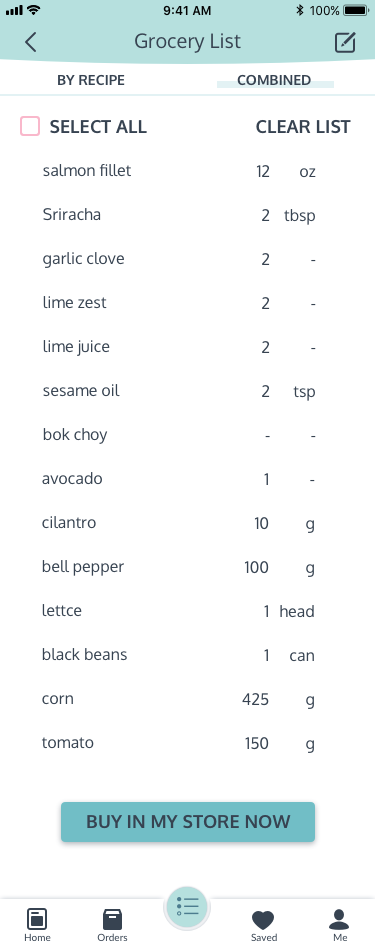 9:41 AM 100%
Grocery List
BY RECIPE COMBINED
SELECT ALL CLEAR LIST
salmon fillet 12 oz
Sriracha 2 tbsp
garlic clove 2 -
lime zest 2 -
lime juice 2 -
sesame oil 2 tsp
bok choy - -
avocado 1 -
cilantro 10 g
bell pepper 100 g
lettce 1 head
black beans 1 can
corn 425 g
tomato 150 g
BUY IN MY STORE NOW
Home Orders Saved Me